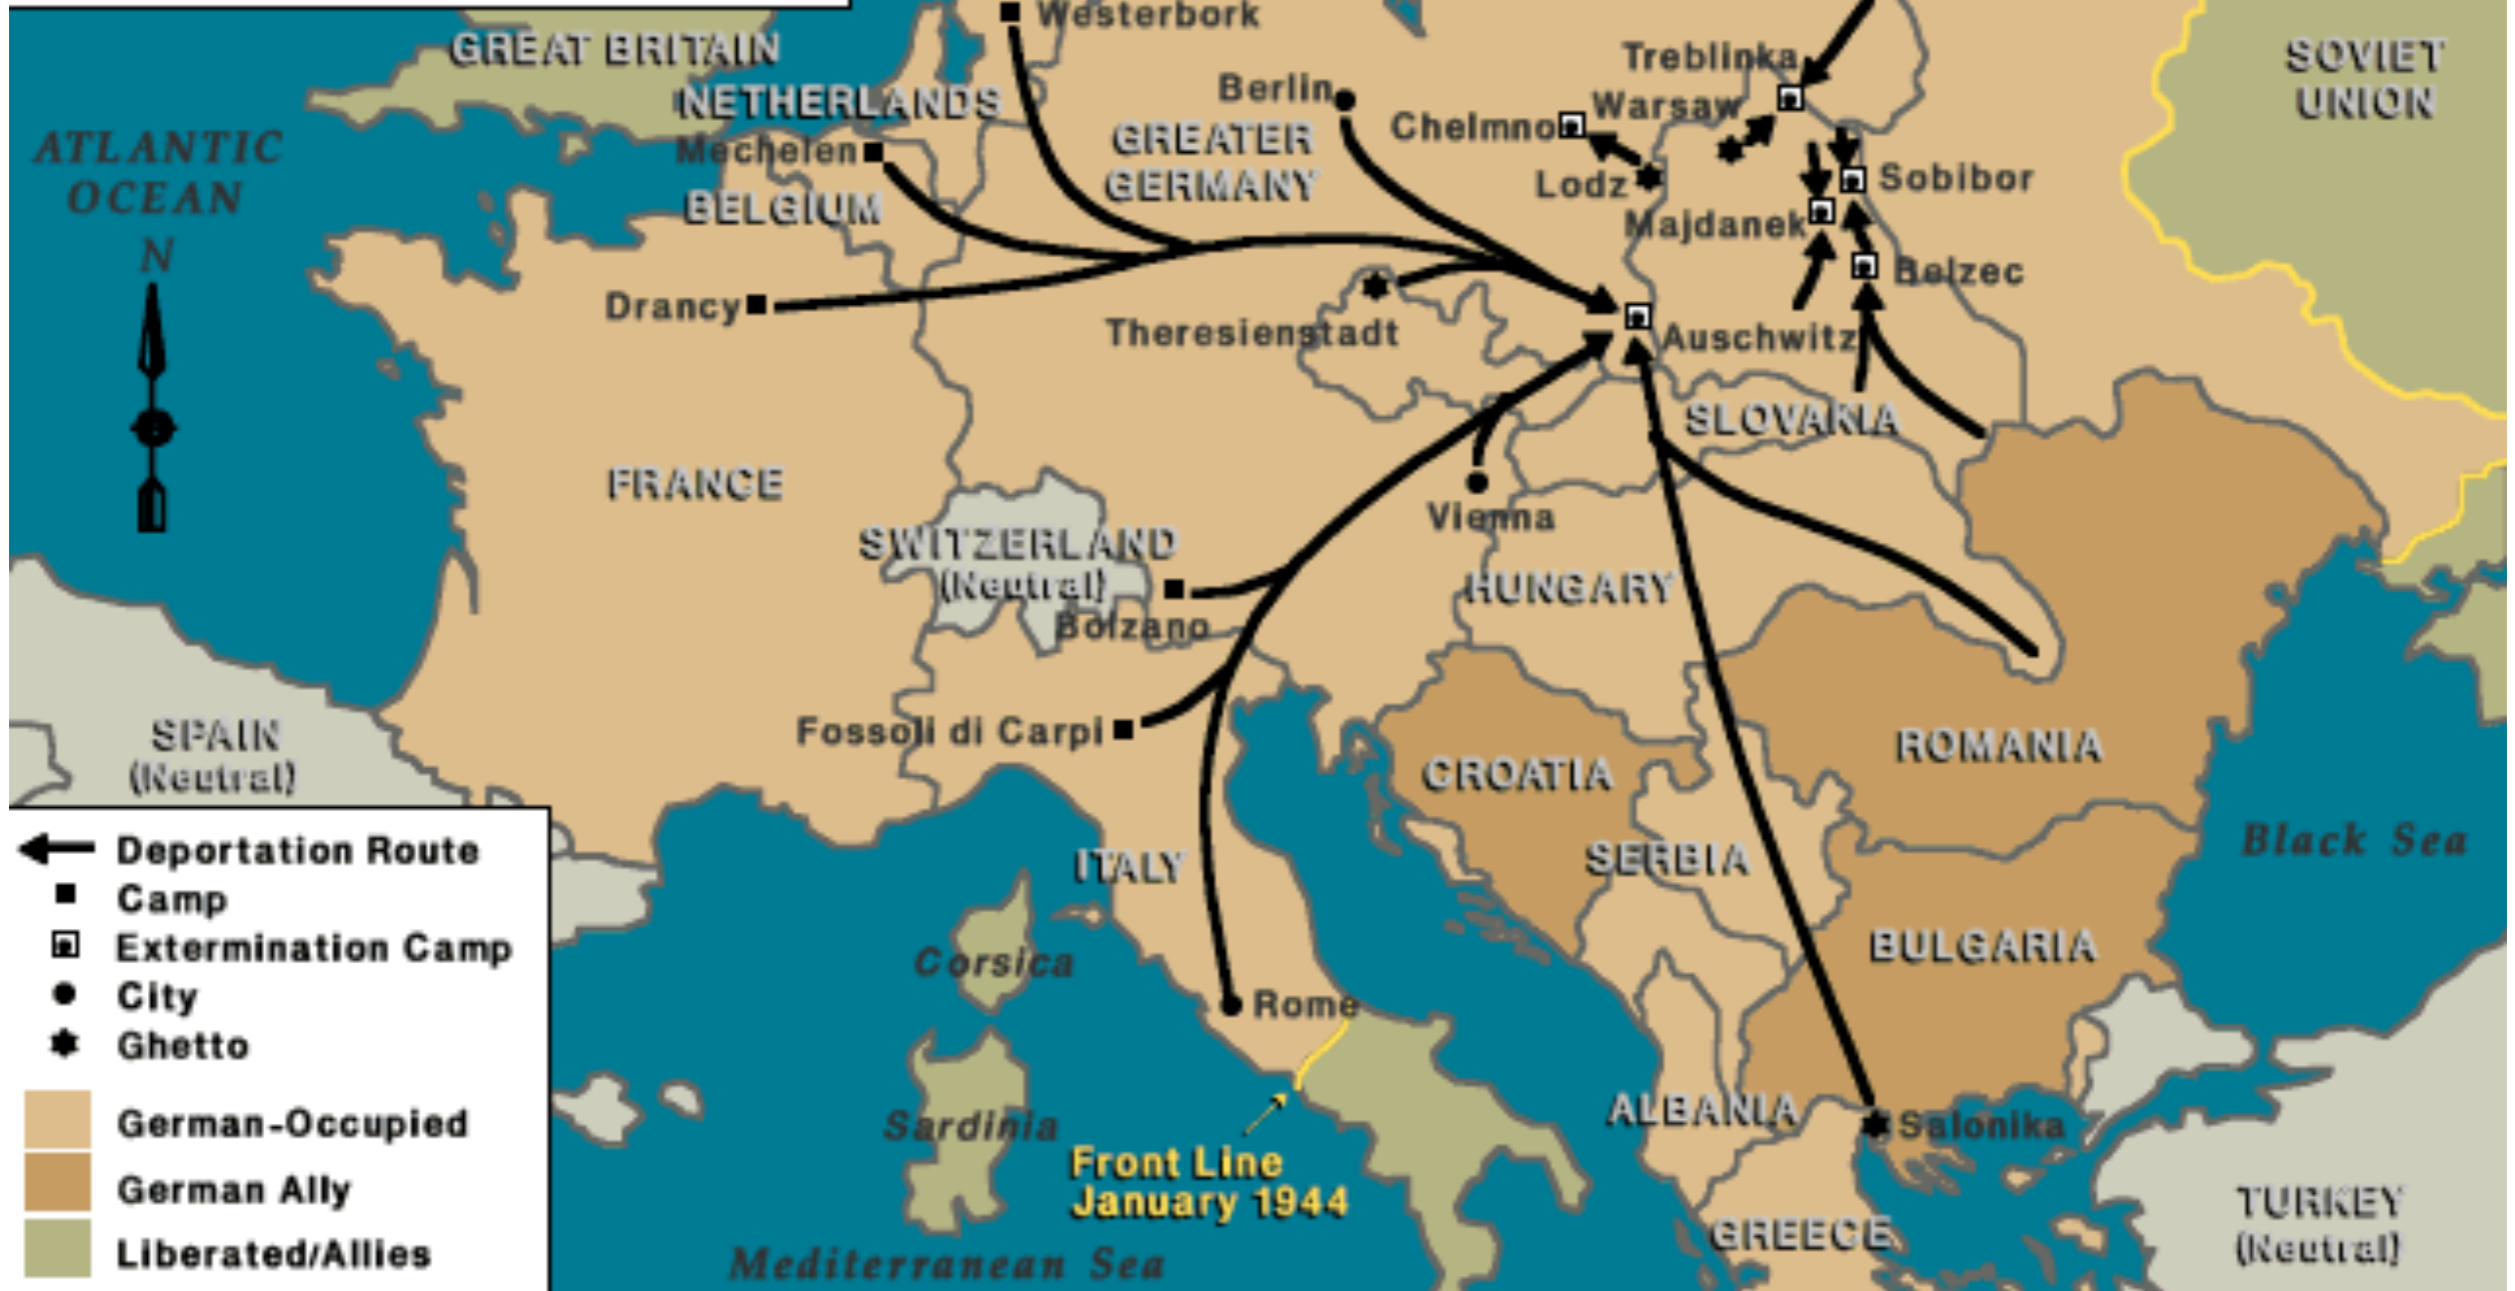 Westerbork
GREAT BRITAIN
NETHERLANDS
Berlin
Treblinka
SOVIET
UNION
Chelmno
Warsaw
GREATER
GERMANY
ATLANTIC
OCEAN
Mechelen
Lodz
Sobibor
BELGIUM
Majdanek
N
Belzec
Drancy
Theresienstadt
Auschwitz
SLOVAKIA
FRANCE
Vienna
SWITZERLAND
(Neutral)
Bolzano
HUNGARY
SPAIN
(Neutral)
Fossoli di Carpi
CROATIA
ROMANIA
Black Sea
ITALY
SERBIA
BULGARIA
Corsica
Rome
ALBANIA
Salonika
Sardinia
Front Line
January 1944
GREECE
TURKEY
(Neutral)
Mediterranean Sea
Deportation Route
Camp
Extermination Camp
City
Ghetto
German-Occupied
German Ally
Liberated/Allies